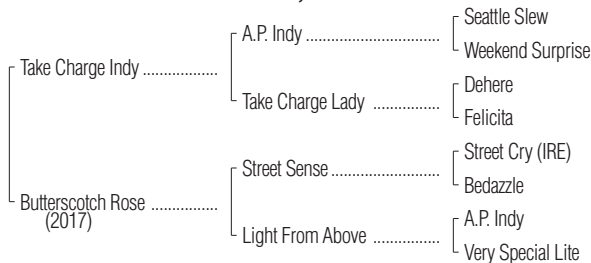 Seattle Slew
A.P. Indy ..............................
Weekend Surprise
Take Charge Indy .................
Dehere
Take Charge Lady ...............
Felicita
Street Cry (IRE)
Street Sense .........................
Bedazzle
Butterscotch Rose ...............
(2017)
A.P. Indy
Light From Above ...............
Very Special Lite